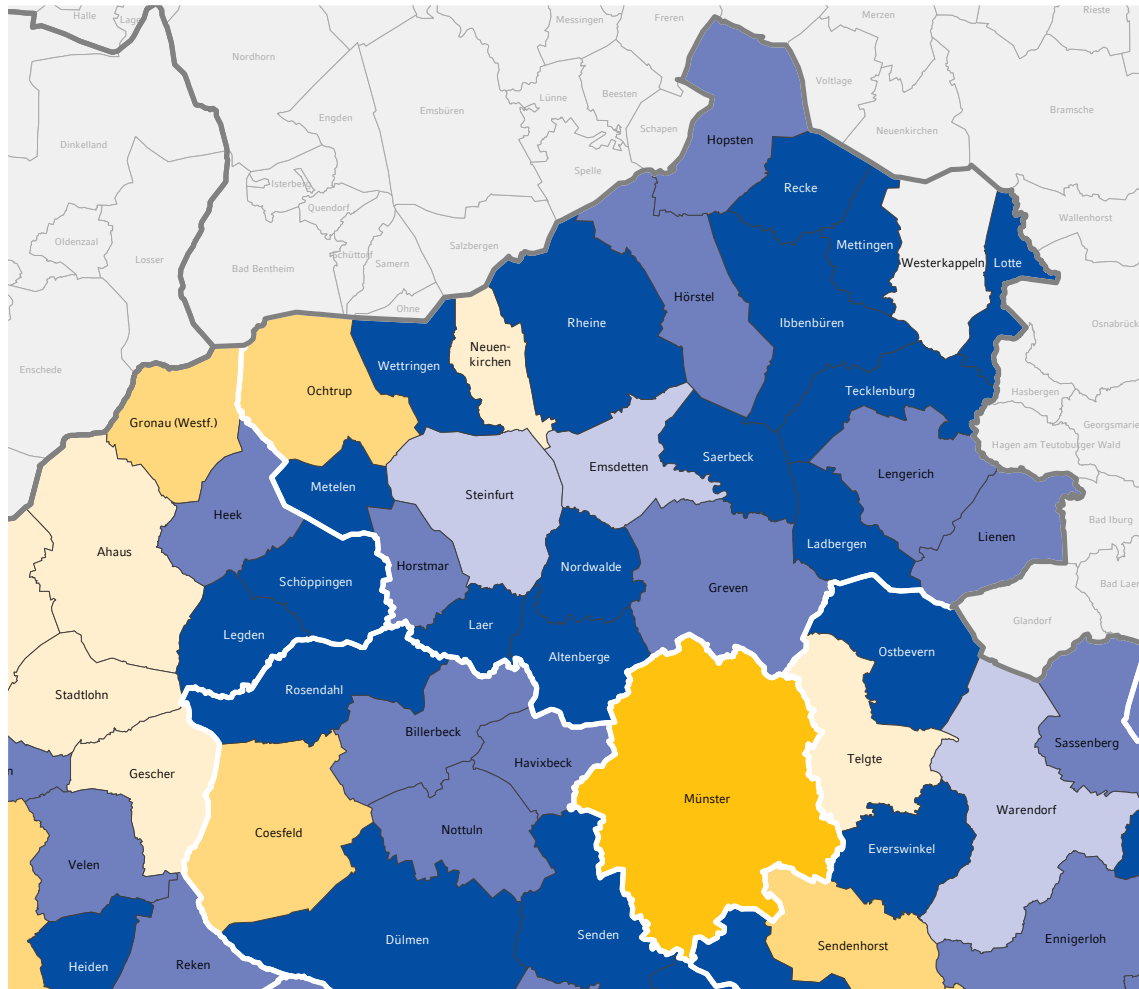 Halle
Lage
Messingen
Freren
Merzen
Rieste
Nordhorn
Voltlage
Lünne
Beesten
Emsbüren
Engden
Bramsche
Schapen
Neuenkirchen
Dinkelland
Hopsten
Spelle
Isterberg
Recke
Quendorf
Wallenhorst
Oldenzaal
Losser
Salzbergen
Mettingen
Schüttorf
Samern
Westerkappeln
Lotte
Bad Bentheim
Hörstel
Ohne
Rheine
Ibbenbüren
Osnabrück
Neuen-
kirchen
Enschede
Wettringen
Ochtrup
Tecklenburg
Hasbergen
Gronau (Westf.)
Georgsmarie
Hagen am Teutoburger Wald
Saerbeck
Emsdetten
Lengerich
Metelen
Steinfurt
Heek
Bad Iburg
Lienen
Ladbergen
Ahaus
Horstmar
Nordwalde
Schöppingen
Bad Laer
Greven
Glandorf
Laer
Legden
Ostbevern
Altenberge
Rosendahl
Stadtlohn
Billerbeck
Sassenberg
Telgte
Havixbeck
n
Gescher
Münster
Warendorf
Nottuln
Coesfeld
Everswinkel
Velen
Senden
Dülmen
Ennigerloh
Sendenhorst
Reken
Heiden